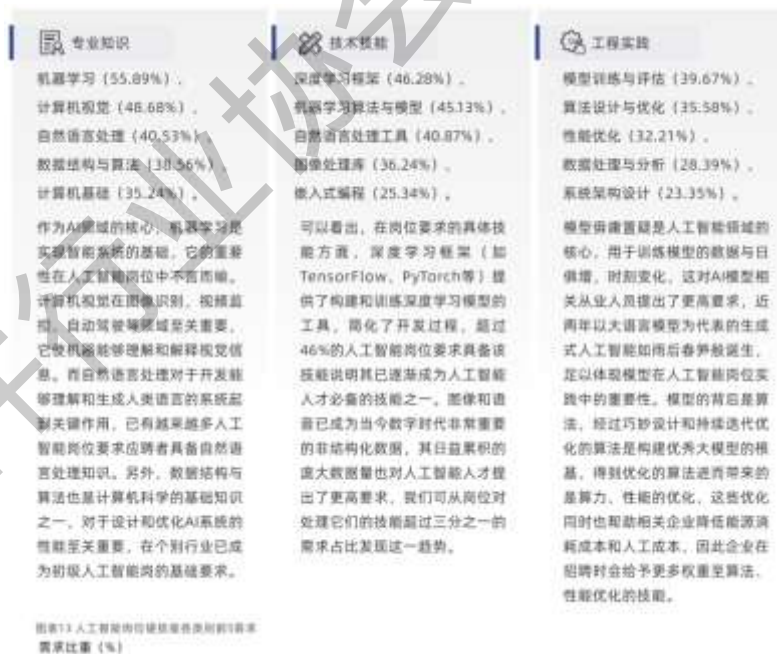 专业知识
机器学习（55.89%）、
计算机视觉（48.68%）、
自然语言处理（40.53%）、
数据结构与算法（38.56%）、
计算机基础（35.24%）。
作为AI领域的核心，机器学习是
实现智能系统的基础，它的重要
性在人工智能岗位中不言而喻。
计算机视觉在图像识别、视频监
控、自动驾驶等领域至关重要，
它使机器能够理解和解释视觉信
息。而自然语言处理对于开发能
够理解和生成人类语言的系统起
到关键作用，已有越来越多人工
智能岗位要求应聘者具备自然语
言处理知识。另外，数据结构与
算法也是计算机科学的基础知识
之一，对于设计和优化AI系统的
性能至关重要，在个别行业已成
为初级人工智能岗的基础要求。
技术技能
深度学习框架（46.28%）、
机器学习算法与模型（45.13%）、
自然语言处理工具（40.87%）、
图像处理库（36.24%）、
嵌入式编程（25.34%）。
可以看出，在岗位要求的具体技
能方面，深度学习框架（如
TensorFlow、PyTorch等）提
供了构建和训练深度学习模型的
工具，简化了开发过程，超过
46%的人工智能岗位要求具备该
技能说明其已逐渐成为人工智能
人才必备的技能之一。图像和语
音已成为当今数字时代非常重要
的非结构化数据，其日益累积的
庞大数据量也对人工智能人才提
出了更高要求，我们可从岗位对
处理它们的技能超过三分之一的
需求占比发现这一趋势。
工程实践
模型训练与评估（39.67%）、
算法设计与优化（35.58%）、
性能优化（32.21%）、
数据处理与分析（28.39%）、
系统架构设计（23.35%）。
模型毋庸置疑是人工智能领域的
核心，用于训练模型的数据与日
俱增，时刻变化，这对AI模型相
关从业人员提出了更高要求，近
两年以大语言模型为代表的生成
式人工智能如雨后春笋般诞生，
足以体现模型在人工智能岗位实
践中的重要性。模型的背后是算
法，经过巧妙设计和持续迭代优
化的算法是构建优秀大模型的根
基，得到优化的算法进而带来的
是算力、性能的优化，这些优化
同时也帮助相关企业降低能源消
耗成本和人工成本，因此企业在
招聘时会给予更多权重至算法、
性能优化的技能。
图表13 人工智能岗位硬技能各类别前5需求
需求比重（%）
行业协会